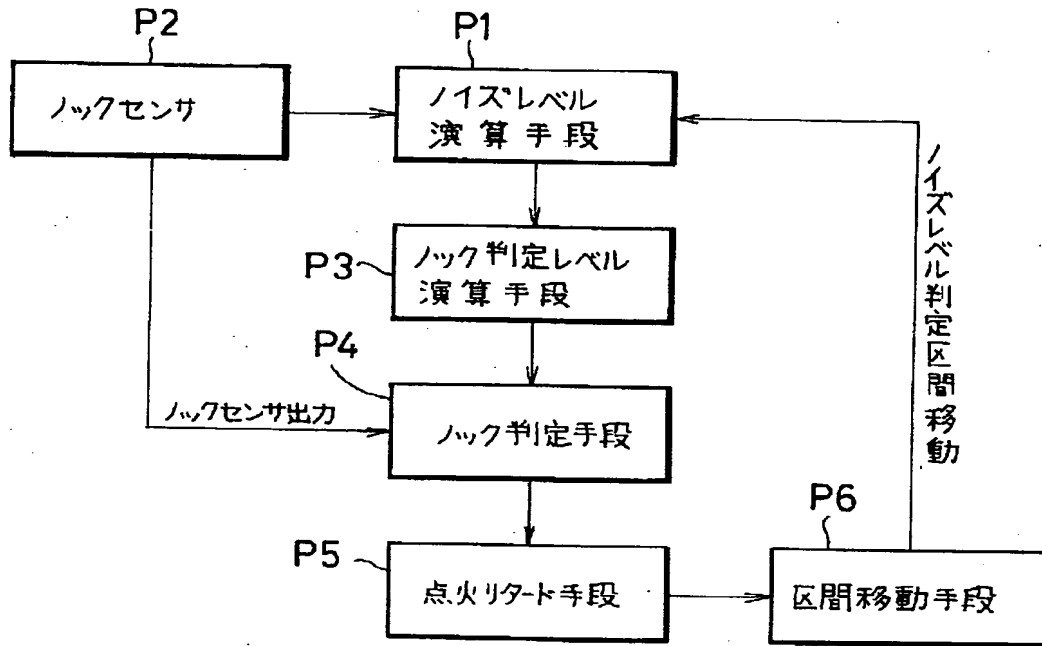 P2
ノックセンサ
P1
ノイズレベル
演算手段
P3
ノック判定レベル
演算手段
P4
ノックセンサ出力
ノック判定手段
ノイズレベル判定区間移動
P5
点火リタード手段
P6
区間移動手段